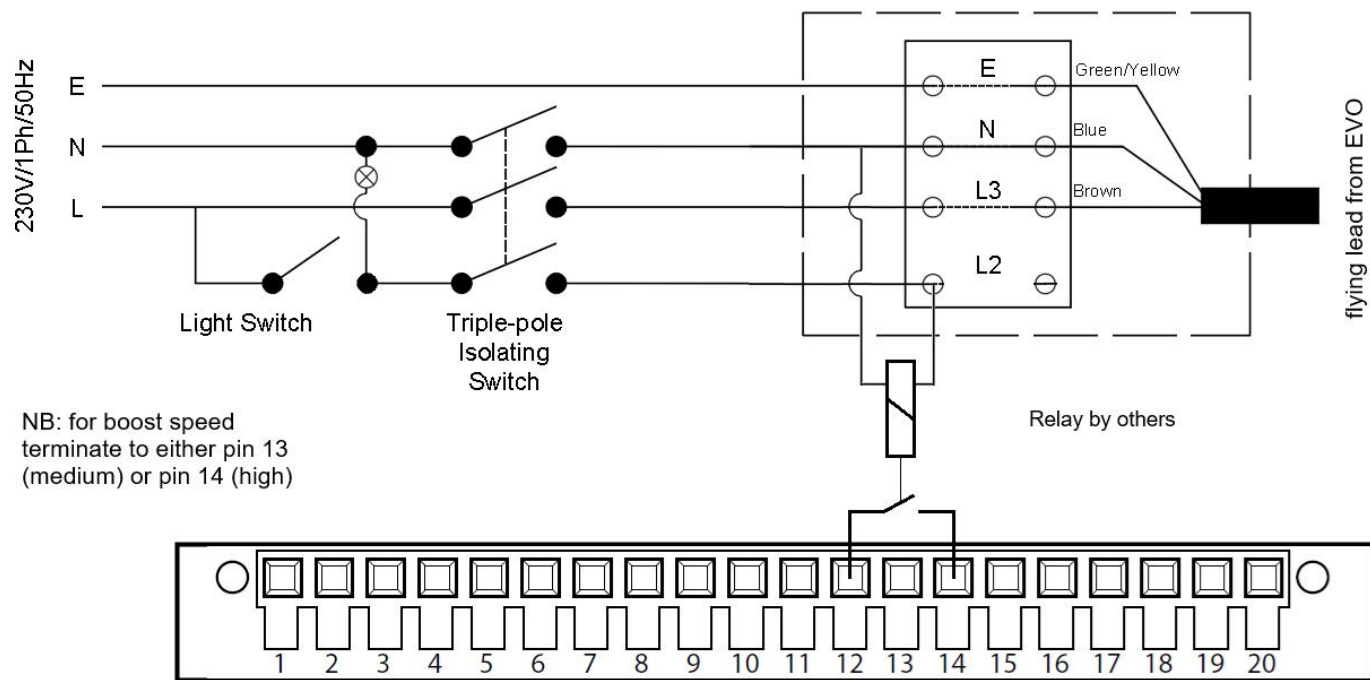 230V/1Ph/50Hz
E
N
L
E
Green/Yellow
N
Blue
L3
Brown
L2
flying lead from EVO
Light Switch
Triple-pole
Isolating
Switch
NB: for boost speed
terminate to either pin 13
(medium) or pin 14 (high)
Relay by others
1 2 3 4 5 6 7 8 9 10 11 12 13 14 15 16 17 18 19 20